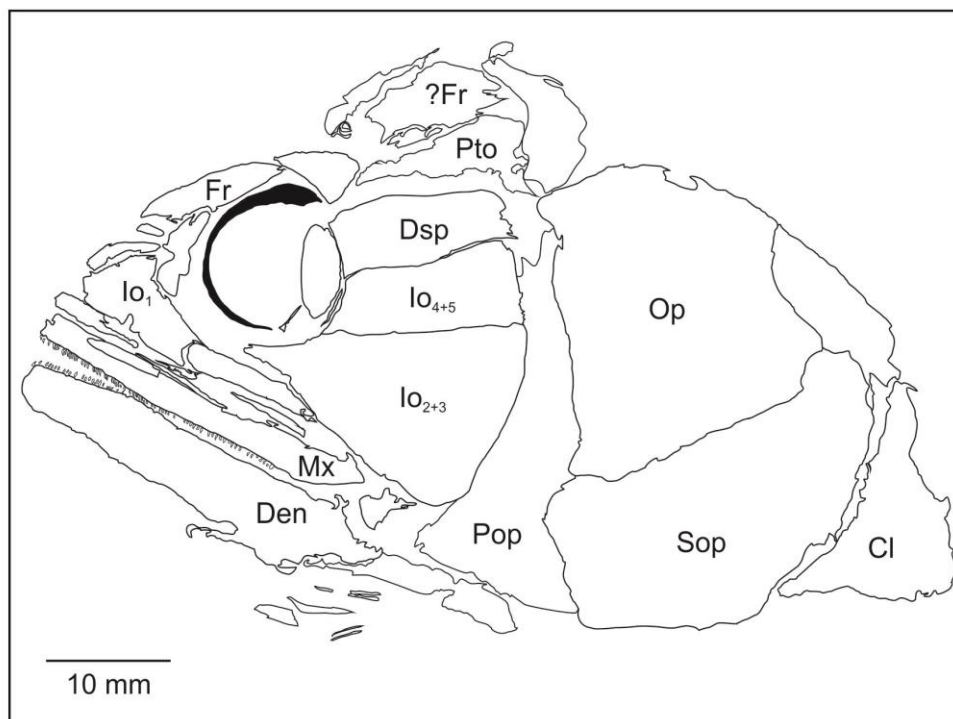 ?Fr
Pto
Fr
Dsp
Io₁
Io₄₊₅
Op
Io₂₊₃
Mx
Den
Pop
Sop
Cl
10 mm